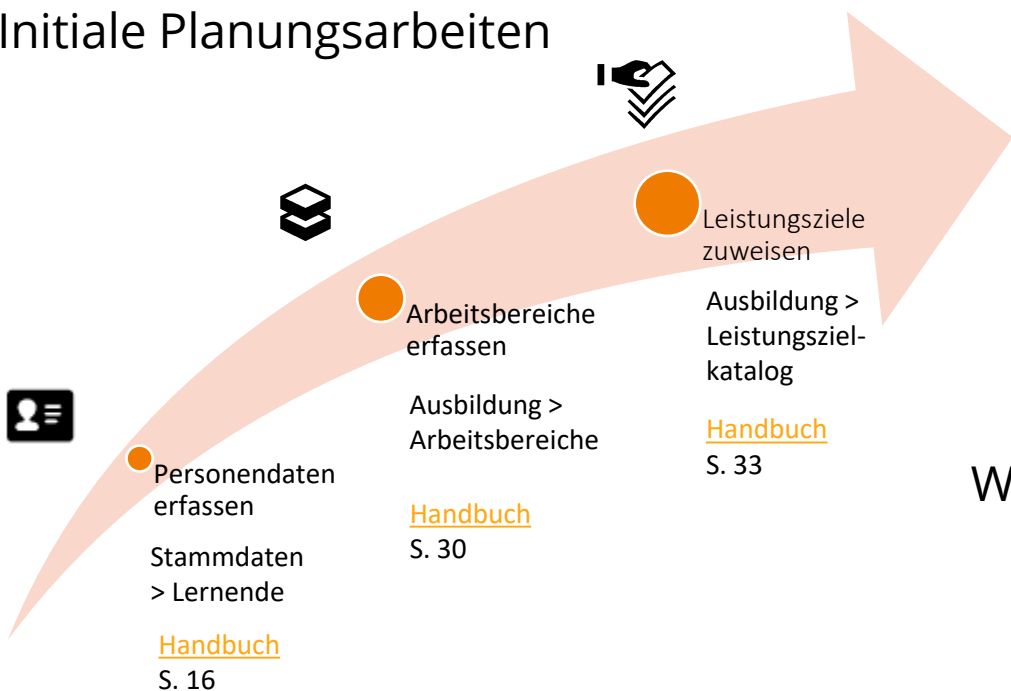 Initiale Planungsarbeiten
Personendaten
erfassen
Stammdaten
> Lernende
Handbuch
S. 16
Arbeitsbereiche
erfassen
Ausbildung >
Arbeitsbereiche
Handbuch
S. 30
Leistungsziele
zuweisen
Ausbildung >
Leistungsziel-
katalog
Handbuch
S. 33
W